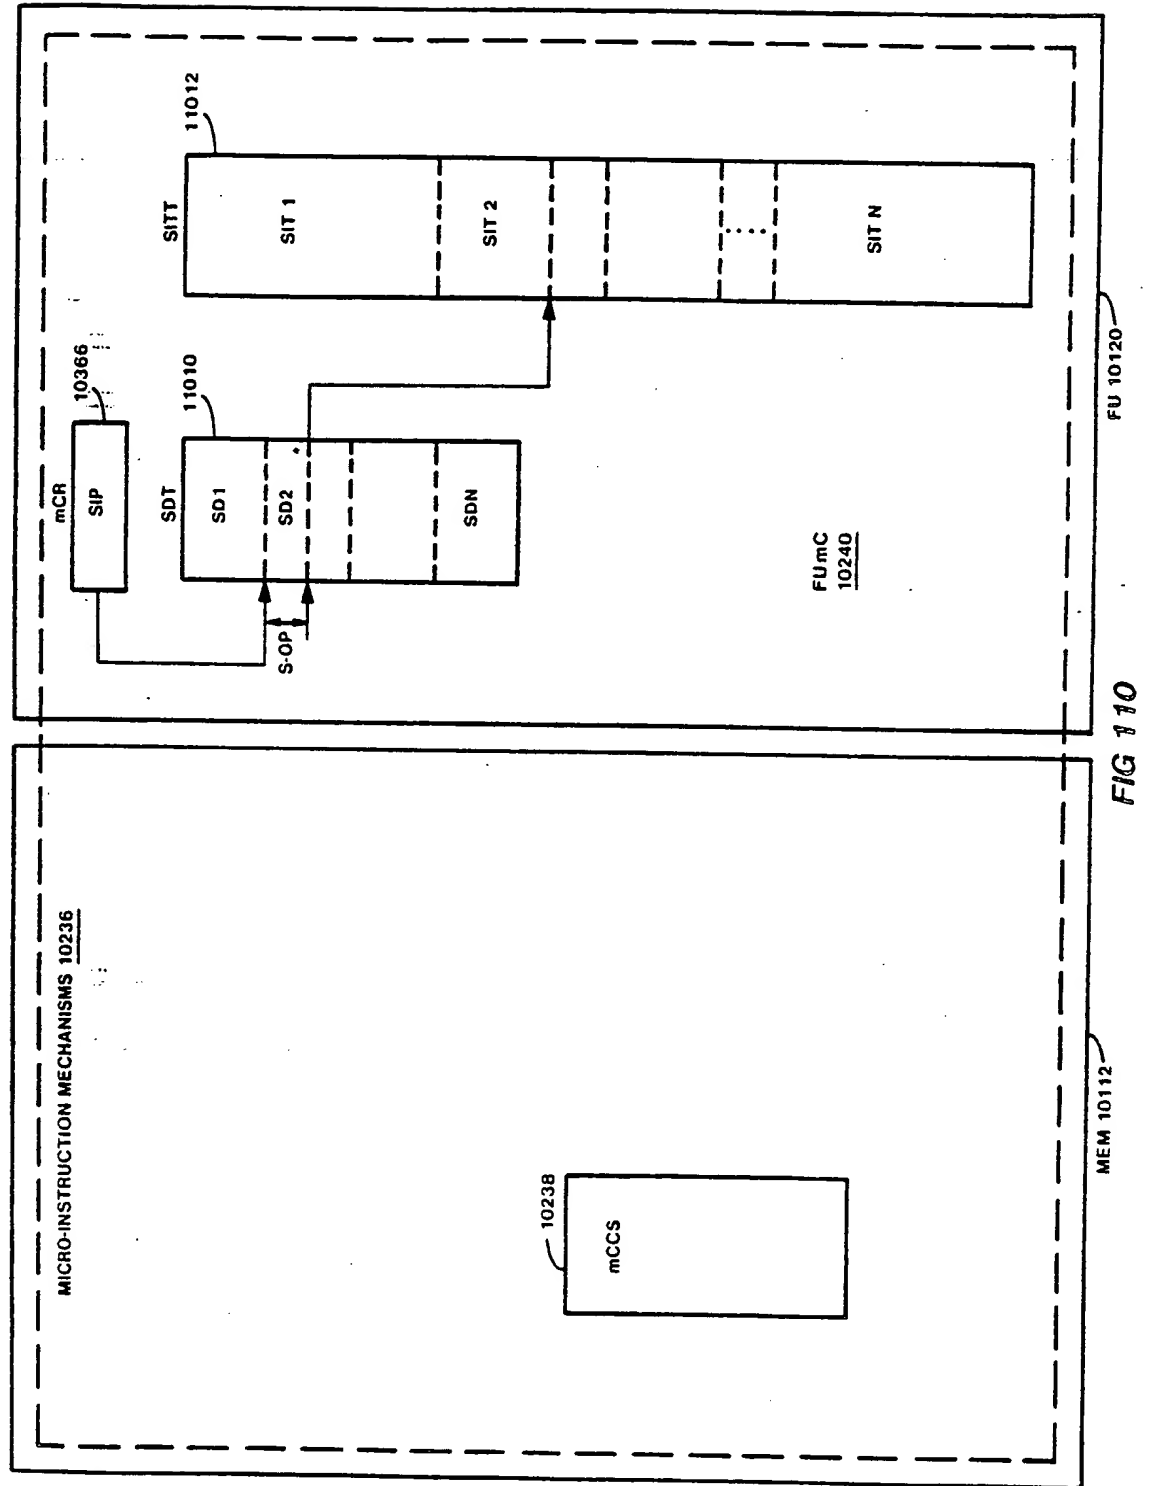 MICRO-INSTRUCTION MECHANISMS 10236
mCCS
10238
MEM 10112
mCR
SIP
10366
SDT
11010
SD1
SD2
SDN
S-OP
SITT
11012
SIT 1
SIT 2
SIT N
FUmC
10240
FU 10120
FIG 110